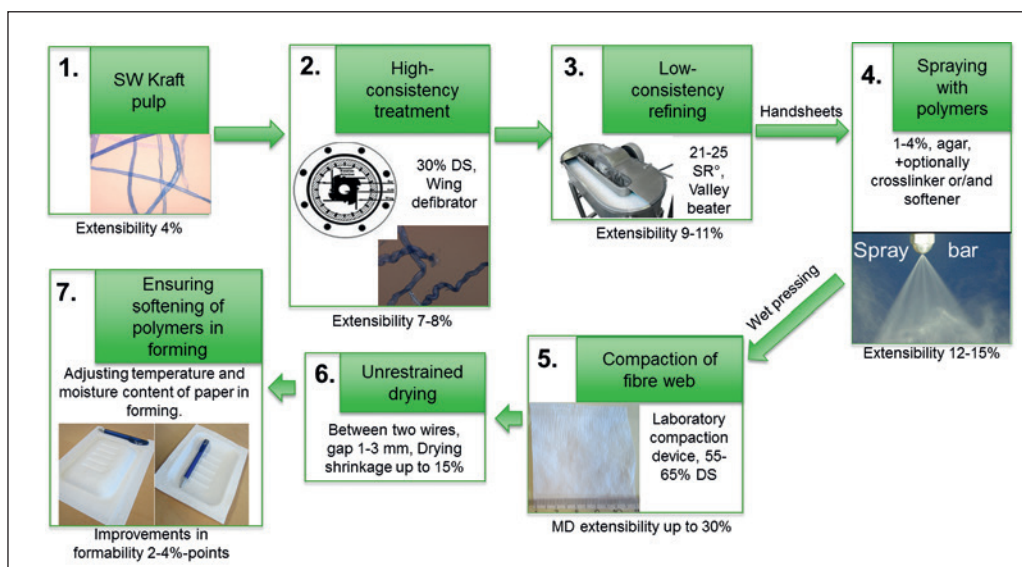 1.
SW Kraft
pulp
Extensibility 4%
2.
High-
consistency
treatment
30% DS,
Wing
defibrator
Extensibility 7-8%
3.
Low-
consistency
refining
21-25
SR°,
Valley
beater
Extensibility 9-11%
Handsheets
4.
Spraying
with
polymers
1-4%, agar,
+optionally
crosslinker or/and
softener
Spray bar
Extensibility 12-15%
Wet pressing
5.
Compaction of
fibre web
Laboratory
compaction
device, 55-
65% DS
MD extensibility up to 30%
6.
Unrestrained
drying
Between two wires,
gap 1-3 mm, Drying
shrinkage up to 15%
7.
Ensuring
softening of
polymers in
forming
Adjusting temperature and
moisture content of paper in
forming.
Improvements in
formability 2-4%-points